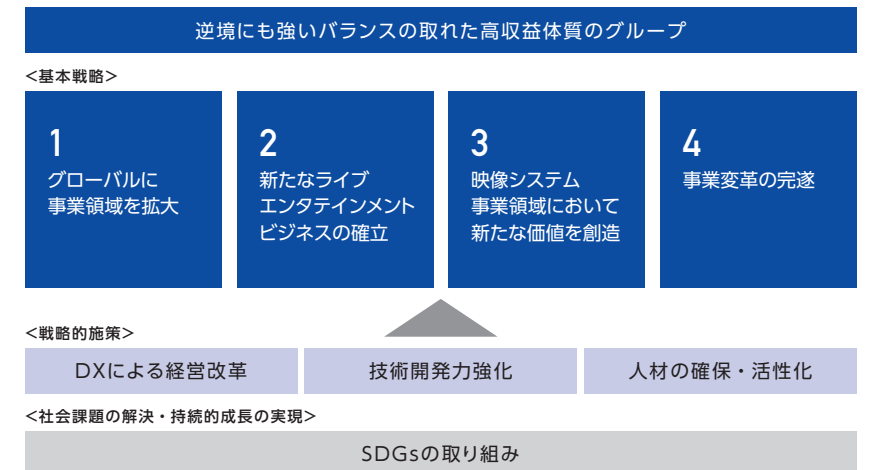 逆境にも強いバランスの取れた高収益体質のグループ
<基本戦略>
1
グローバルに
事業領域を拡大
2
新たなライブ
エンタテインメント
ビジネスの確立
3
映像システム
事業領域において
新たな価値を創造
4
事業変革の完遂
<戦略的施策>
DXによる経営改革
技術開発力強化
人材の確保・活性化
<社会課題の解決・持続的成長の実現>
SDGsの取り組み